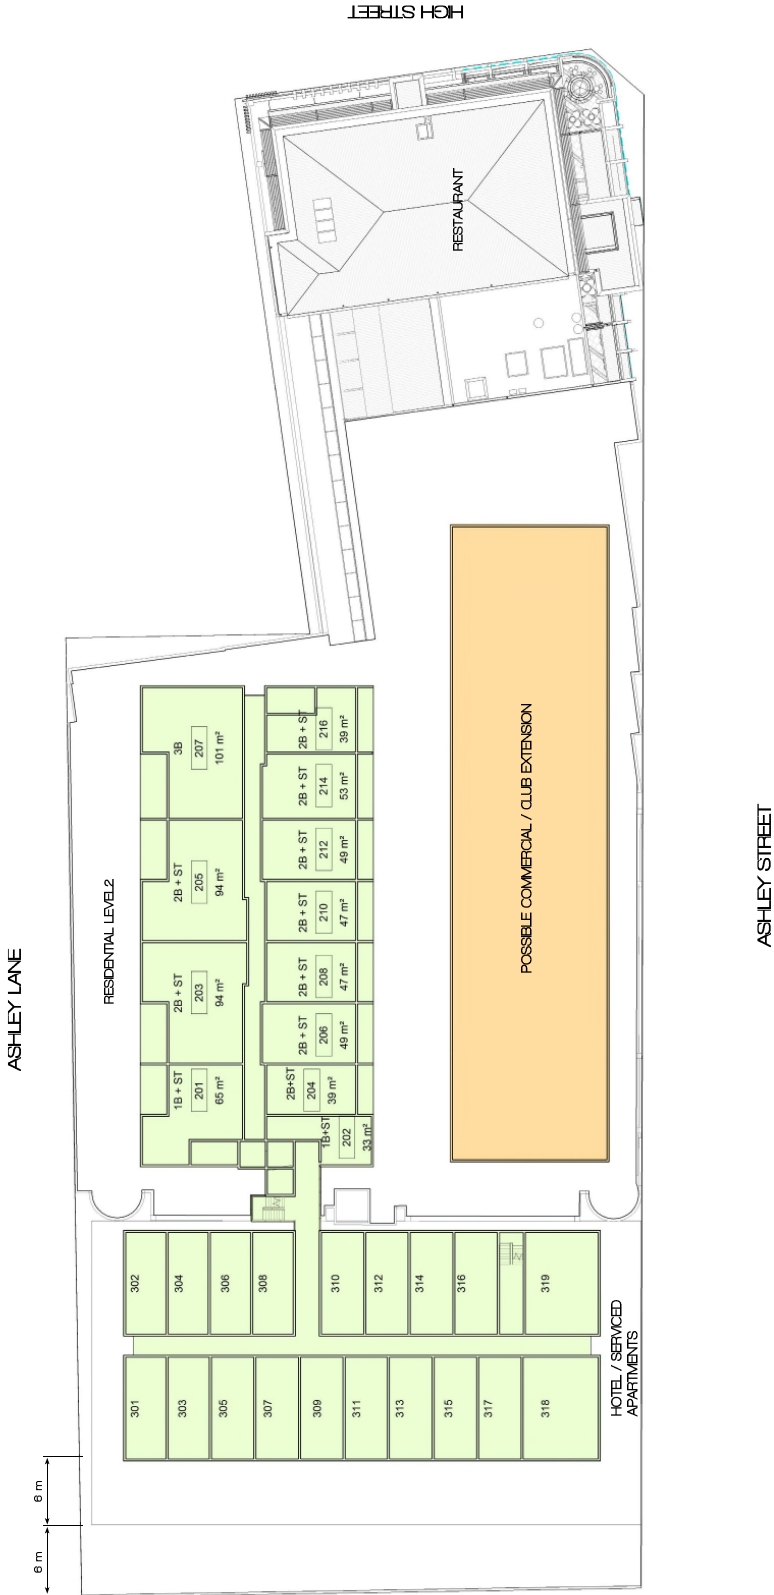 HIGH STREET
RESTAURANT
ASHLEY LANE
RESIDENTIAL LEVEL2
3B
207
101 m²
2B + ST
205
94 m²
2B + ST
203
94 m²
1B + ST
201
65 m²
2B + ST
216
39 m²
2B + ST
214
53 m²
2B + ST
212
49 m²
2B + ST
210
47 m²
2B + ST
208
47 m²
2B + ST
206
49 m²
2B+ST
204
39 m²
1B+ST
202
33 m²
POSSIBLE COMMERCIAL / CLUB EXTENSION
ASHLEY STREET
302
304
306
308
310
312
314
316
319
301
303
305
307
309
311
313
315
317
318
HOTEL / SERVICED
APARTMENTS
6 m
6 m